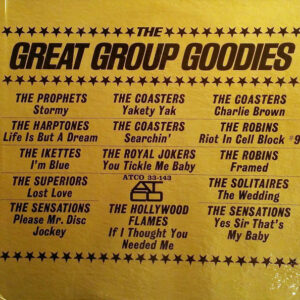 THE
GREAT GROUP GOODIES
THE PROPHETS
Stormy
THE HARPTONES
Life Is But A Dream
THE IKETTES
I'm Blue
THE SUPERIORS
Lost Love
THE SENSATIONS
Please Mr. Disc
Jockey
THE COASTERS
Yakety Yak
THE COASTERS
Searchin'
THE ROYAL JOKERS
You Tickle Me Baby
ATCO 33-143
THE HOLLYWOOD
FLAMES
If I Thought You
Needed Me
THE COASTERS
Charlie Brown
THE ROBINS
Riot In Cell Block #9
THE ROBINS
Framed
THE SOLITAIRES
The Wedding
THE SENSATIONS
Yes Sir That's
My Baby